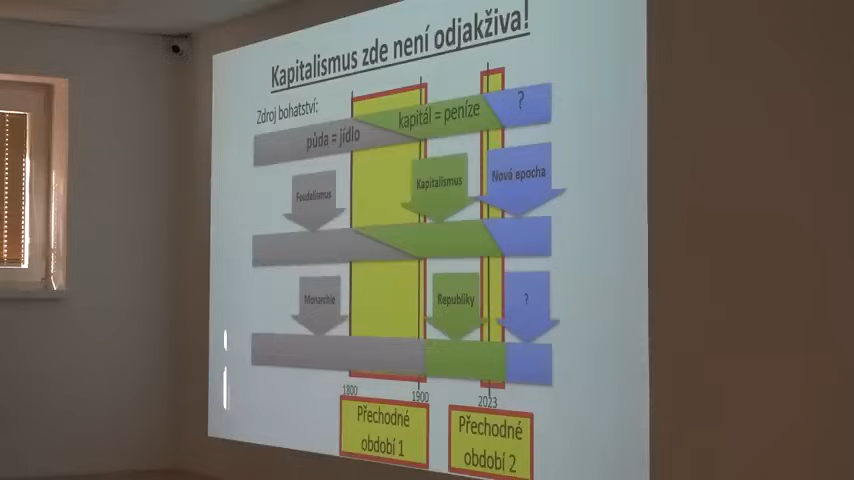 Kapitalismus zde není odjakživa!
Zdroj bohatství:
půda = jídlo
kapitál = peníze
?
Feudalismus
Kapitalismus
Nová epocha
Monarchie
Republiky
?
1800
1900
2023
Přechodné
období 1
Přechodné
období 2